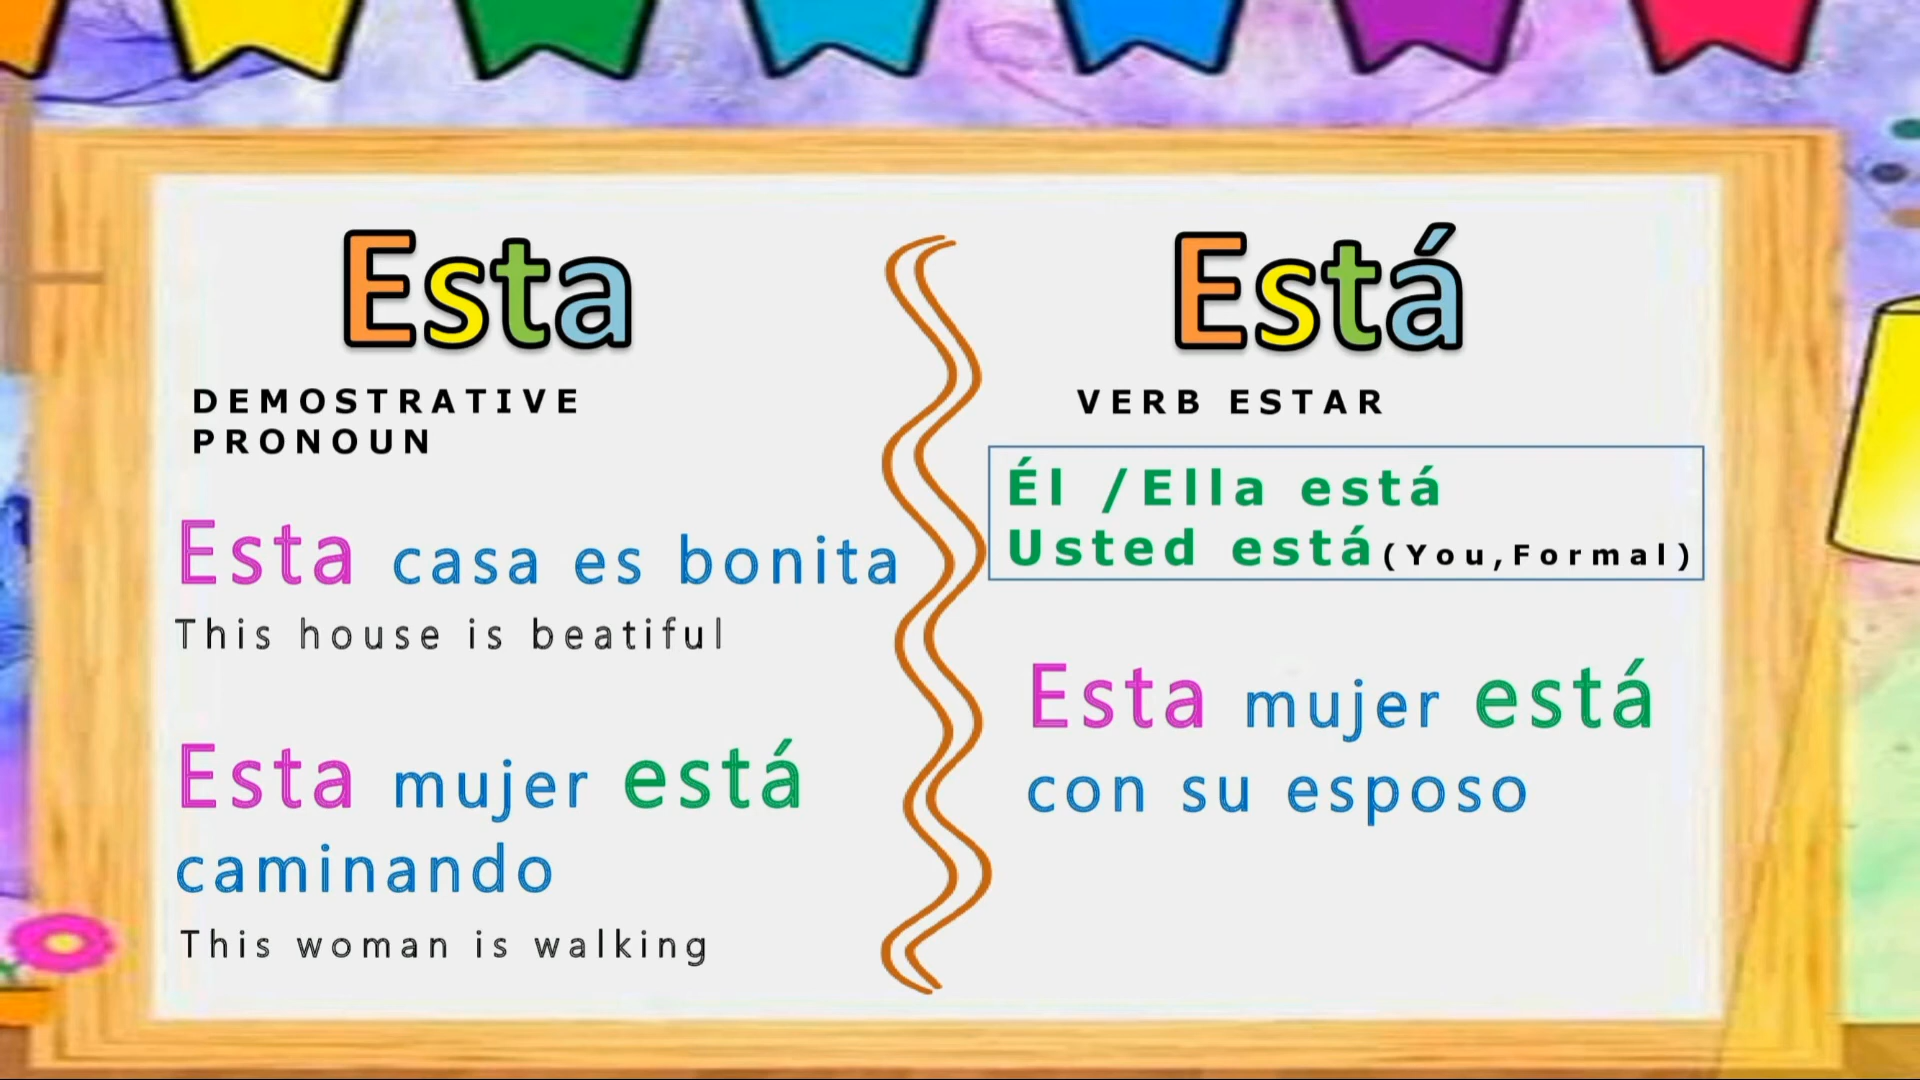 Esta
DEMOSTRATIVE
PRONOUN
Esta casa es bonita
This house is beatiful
Esta mujer está
caminando
This woman is walking
Está
VERB ESTAR
Él /Ella está
Usted está(You,Formal)
Esta mujer está
con su esposo